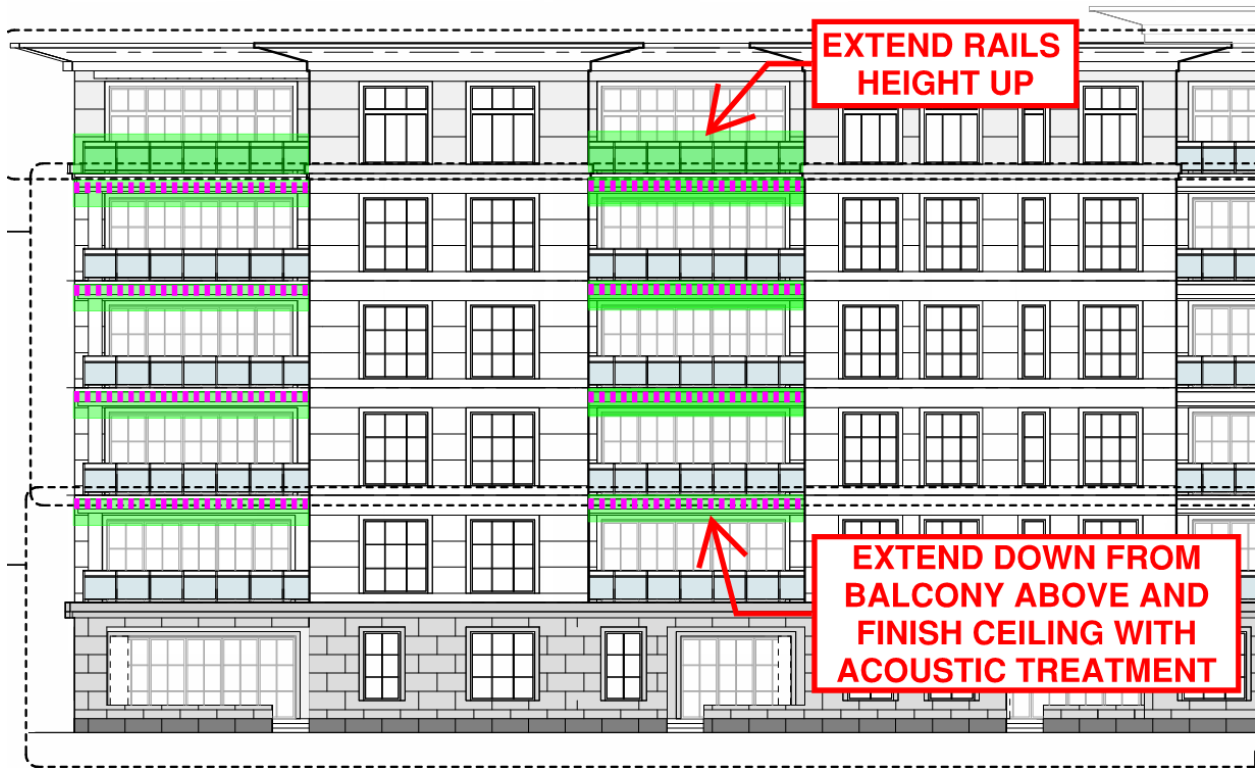 EXTEND RAILS
HEIGHT UP
EXTEND DOWN FROM
BALCONY ABOVE AND
FINISH CEILING WITH
ACOUSTIC TREATMENT